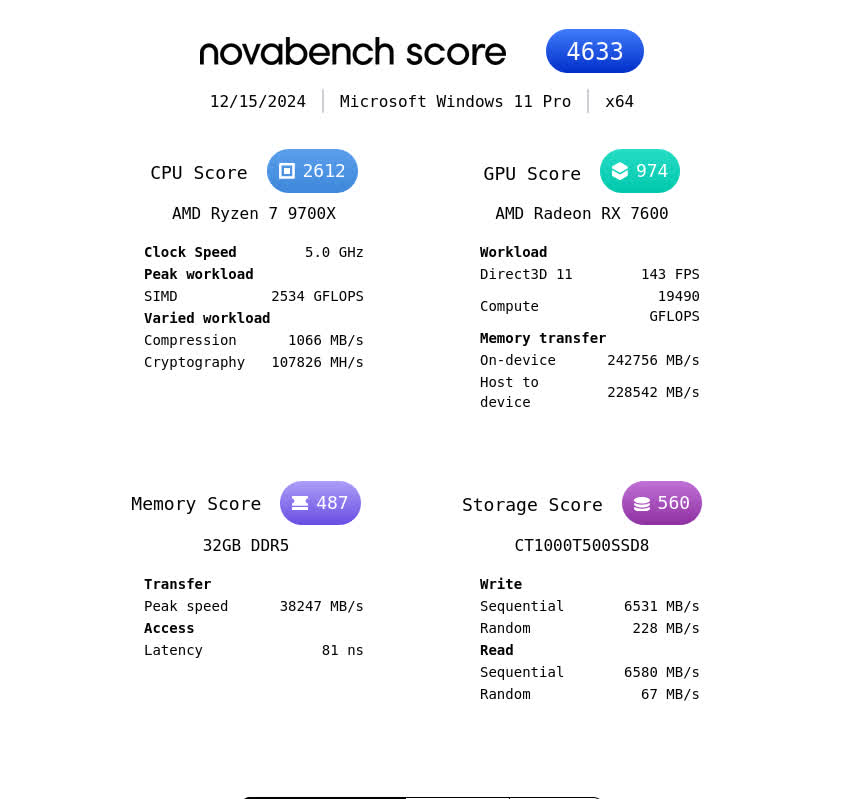 novabench score 4633
12/15/2024 Microsoft Windows 11 Pro x64
CPU Score 2612
AMD Ryzen 7 9700X
Clock Speed 5.0 GHz
Peak workload
SIMD 2534 GFLOPS
Varied workload
Compression 1066 MB/s
Cryptography 107826 MH/s
GPU Score 974
AMD Radeon RX 7600
Workload
Direct3D 11 143 FPS
Compute 19490
GFLOPS
Memory transfer
On-device 242756 MB/s
Host to
device 228542 MB/s
Memory Score 487
32GB DDR5
Transfer
Peak speed 38247 MB/s
Access
Latency 81 ns
Storage Score 560
CT1000T500SSD8
Write
Sequential 6531 MB/s
Random 228 MB/s
Read
Sequential 6580 MB/s
Random 67 MB/s